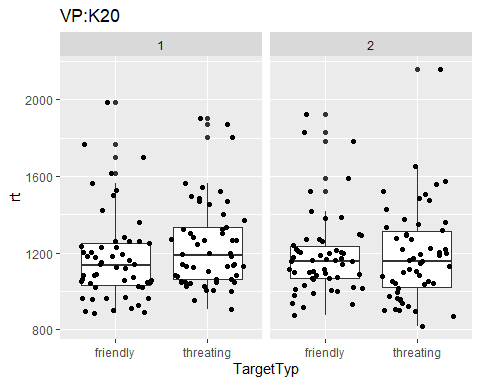 VP:K20
1 2
rt
2000
1600
1200
800
friendly threating friendly threating
TargetTyp